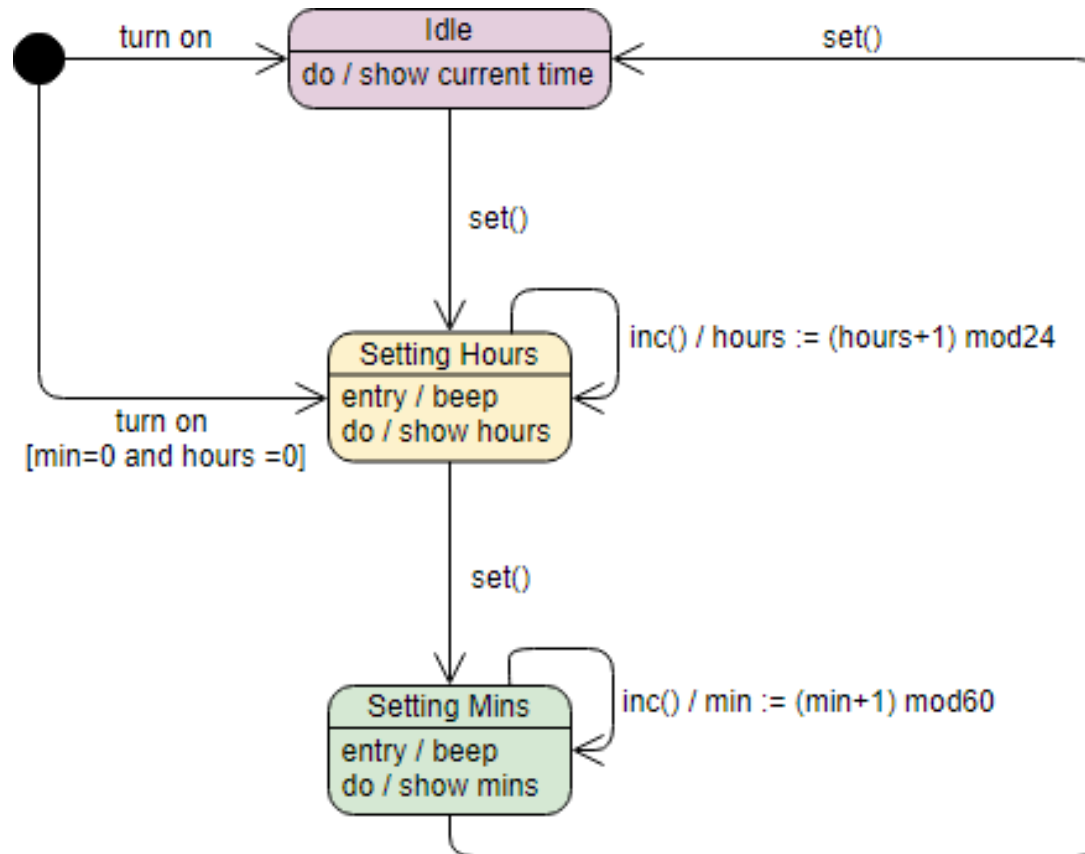 turn on
Idle
set()
do / show current time
set()
Setting Hours
inc() / hours := (hours+1) mod24
entry / beep
do / show hours
turn on
[min=0 and hours =0]
set()
Setting Mins
inc() / min := (min+1) mod60
entry / beep
do / show mins